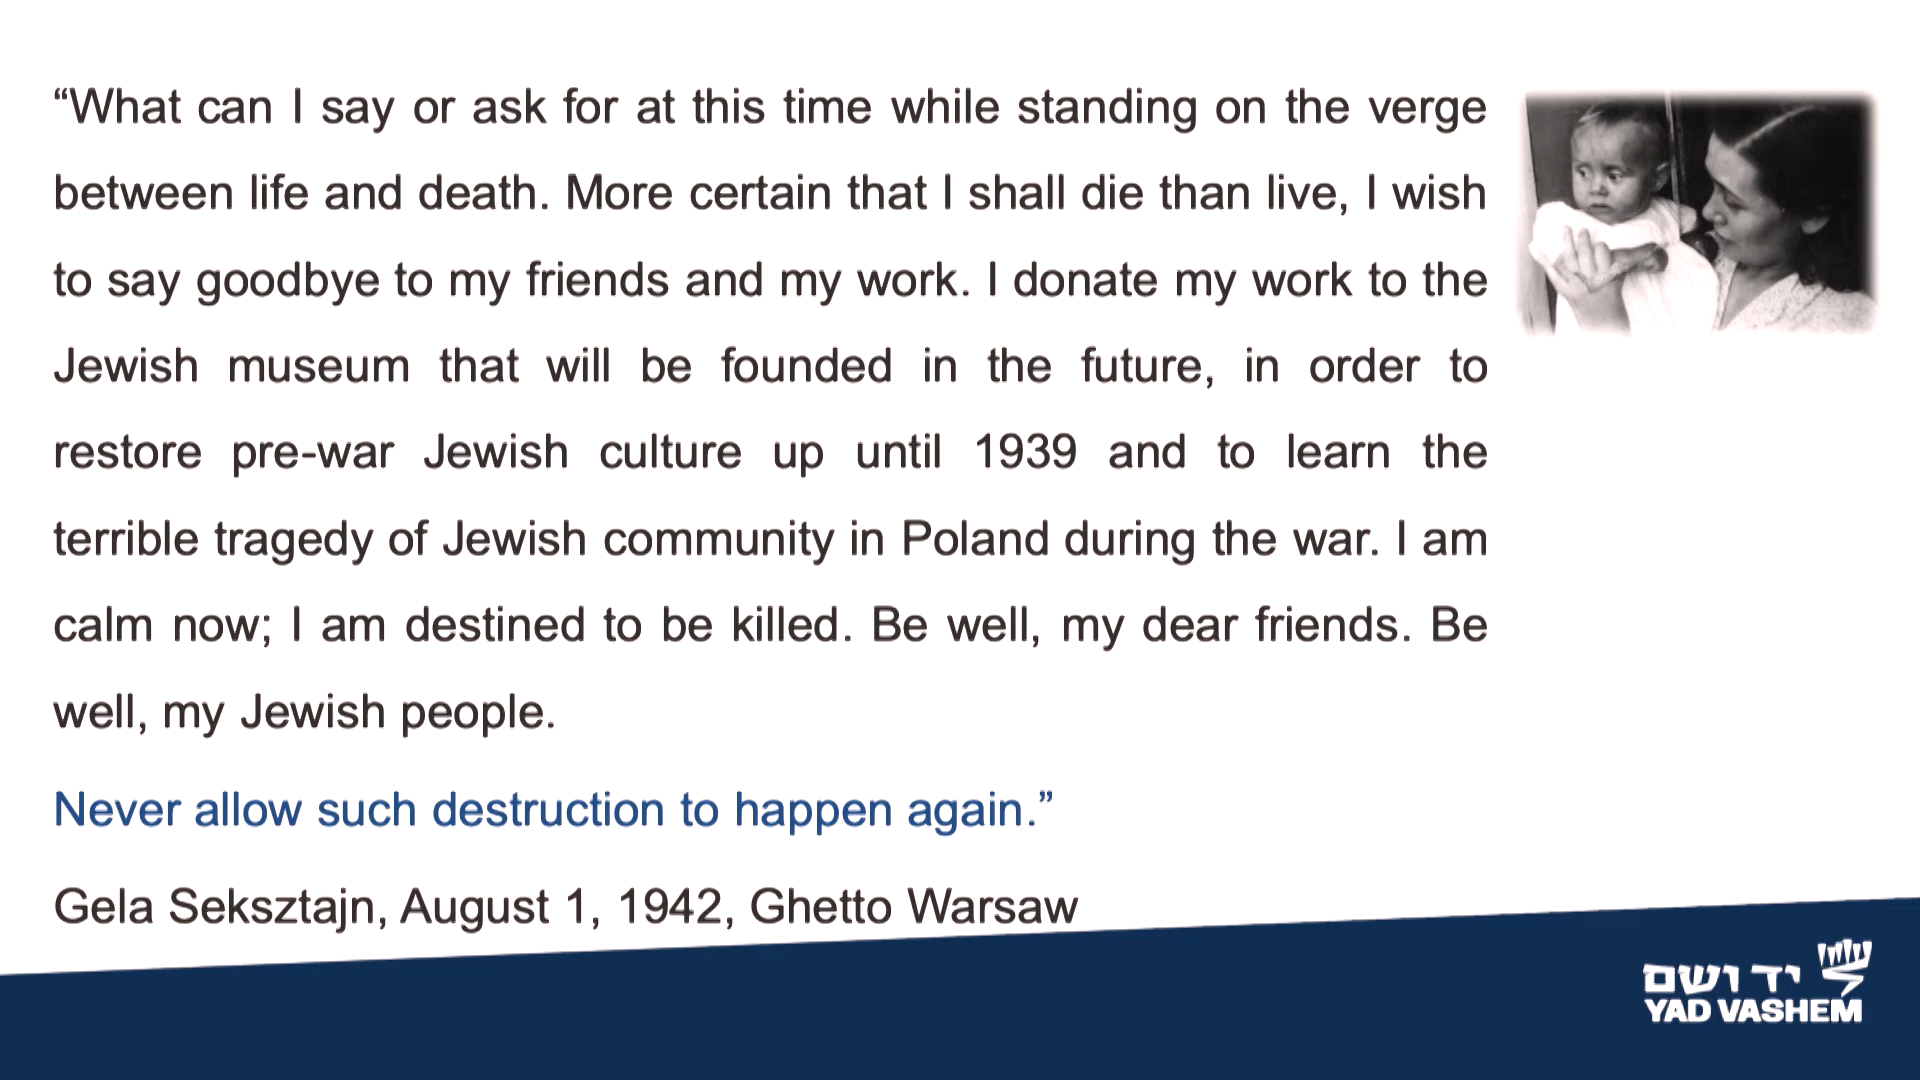 “What can I say or ask for at this time while standing on the verge
between life and death. More certain that I shall die than live, I wish
to say goodbye to my friends and my work. I donate my work to the
Jewish museum that will be founded in the future, in order to
restore pre-war Jewish culture up until 1939 and to learn the
terrible tragedy of Jewish community in Poland during the war. I am
calm now; I am destined to be killed. Be well, my dear friends. Be
well, my Jewish people.
Never allow such destruction to happen again.”
Gela Seksztajn, August 1, 1942, Ghetto Warsaw
יד ושם
YAD VASHEM